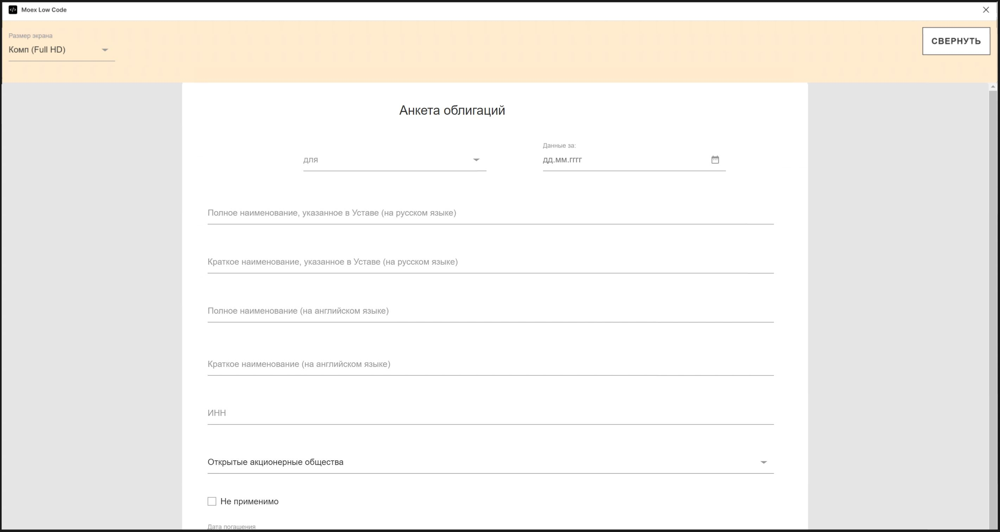 Moex Low Code
Размер экрана
Комп (Full HD)
СВЕРНУТЬ
Анкета облигаций
для
Данные за:
дд.мм.гггг
Полное наименование, указанное в Уставе (на русском языке)
Краткое наименование, указанное в Уставе (на русском языке)
Полное наименование (на английском языке)
Краткое наименование (на английском языке)
ИНН
Открытые акционерные общества
Не применимо
Дата погашения